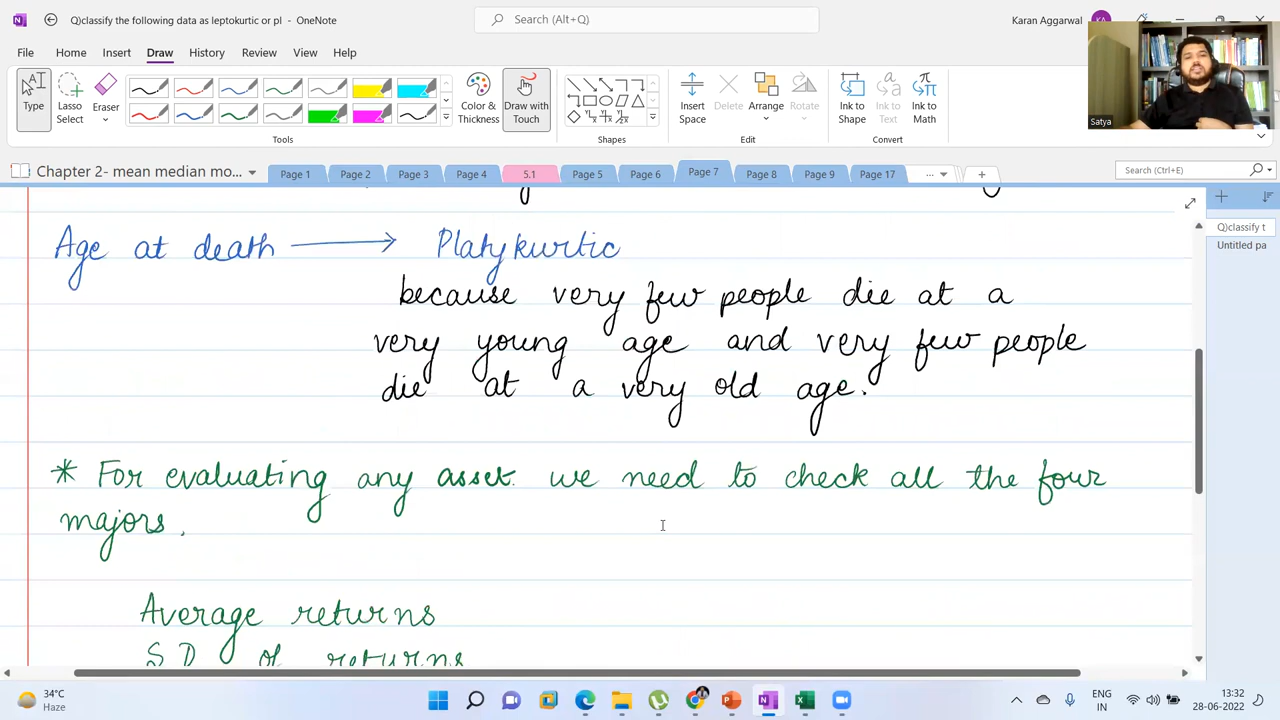 Q)classify the following data as leptokurtic or pl - OneNote
Search (Alt+Q)
Karan Aggarwal
KA
File Home Insert Draw History Review View Help
Type
Lasso Select
Eraser
Color & Thickness
Draw with Touch
Insert Space
Delete
Arrange
Rotate
Ink to Shape
Ink to Text
Ink to Math
Tools
Shapes
Edit
Convert
Satya
Chapter 2- mean median mo...
Page 1 Page 2 Page 3 Page 4 5.1 Page 5 Page 6 Page 7 Page 8 Page 9 Page 17 ...
Search (Ctrl+E)
Q)classify t
Untitled pa
Age at death → Platykurtic
because very few people die at a
very young age and very few people
die at a very old age.
* For evaluating any asset. we need to check all the four
majors.
Average returns
S.D of returns
34°C
Haze
ENG
IN
13:32
28-06-2022